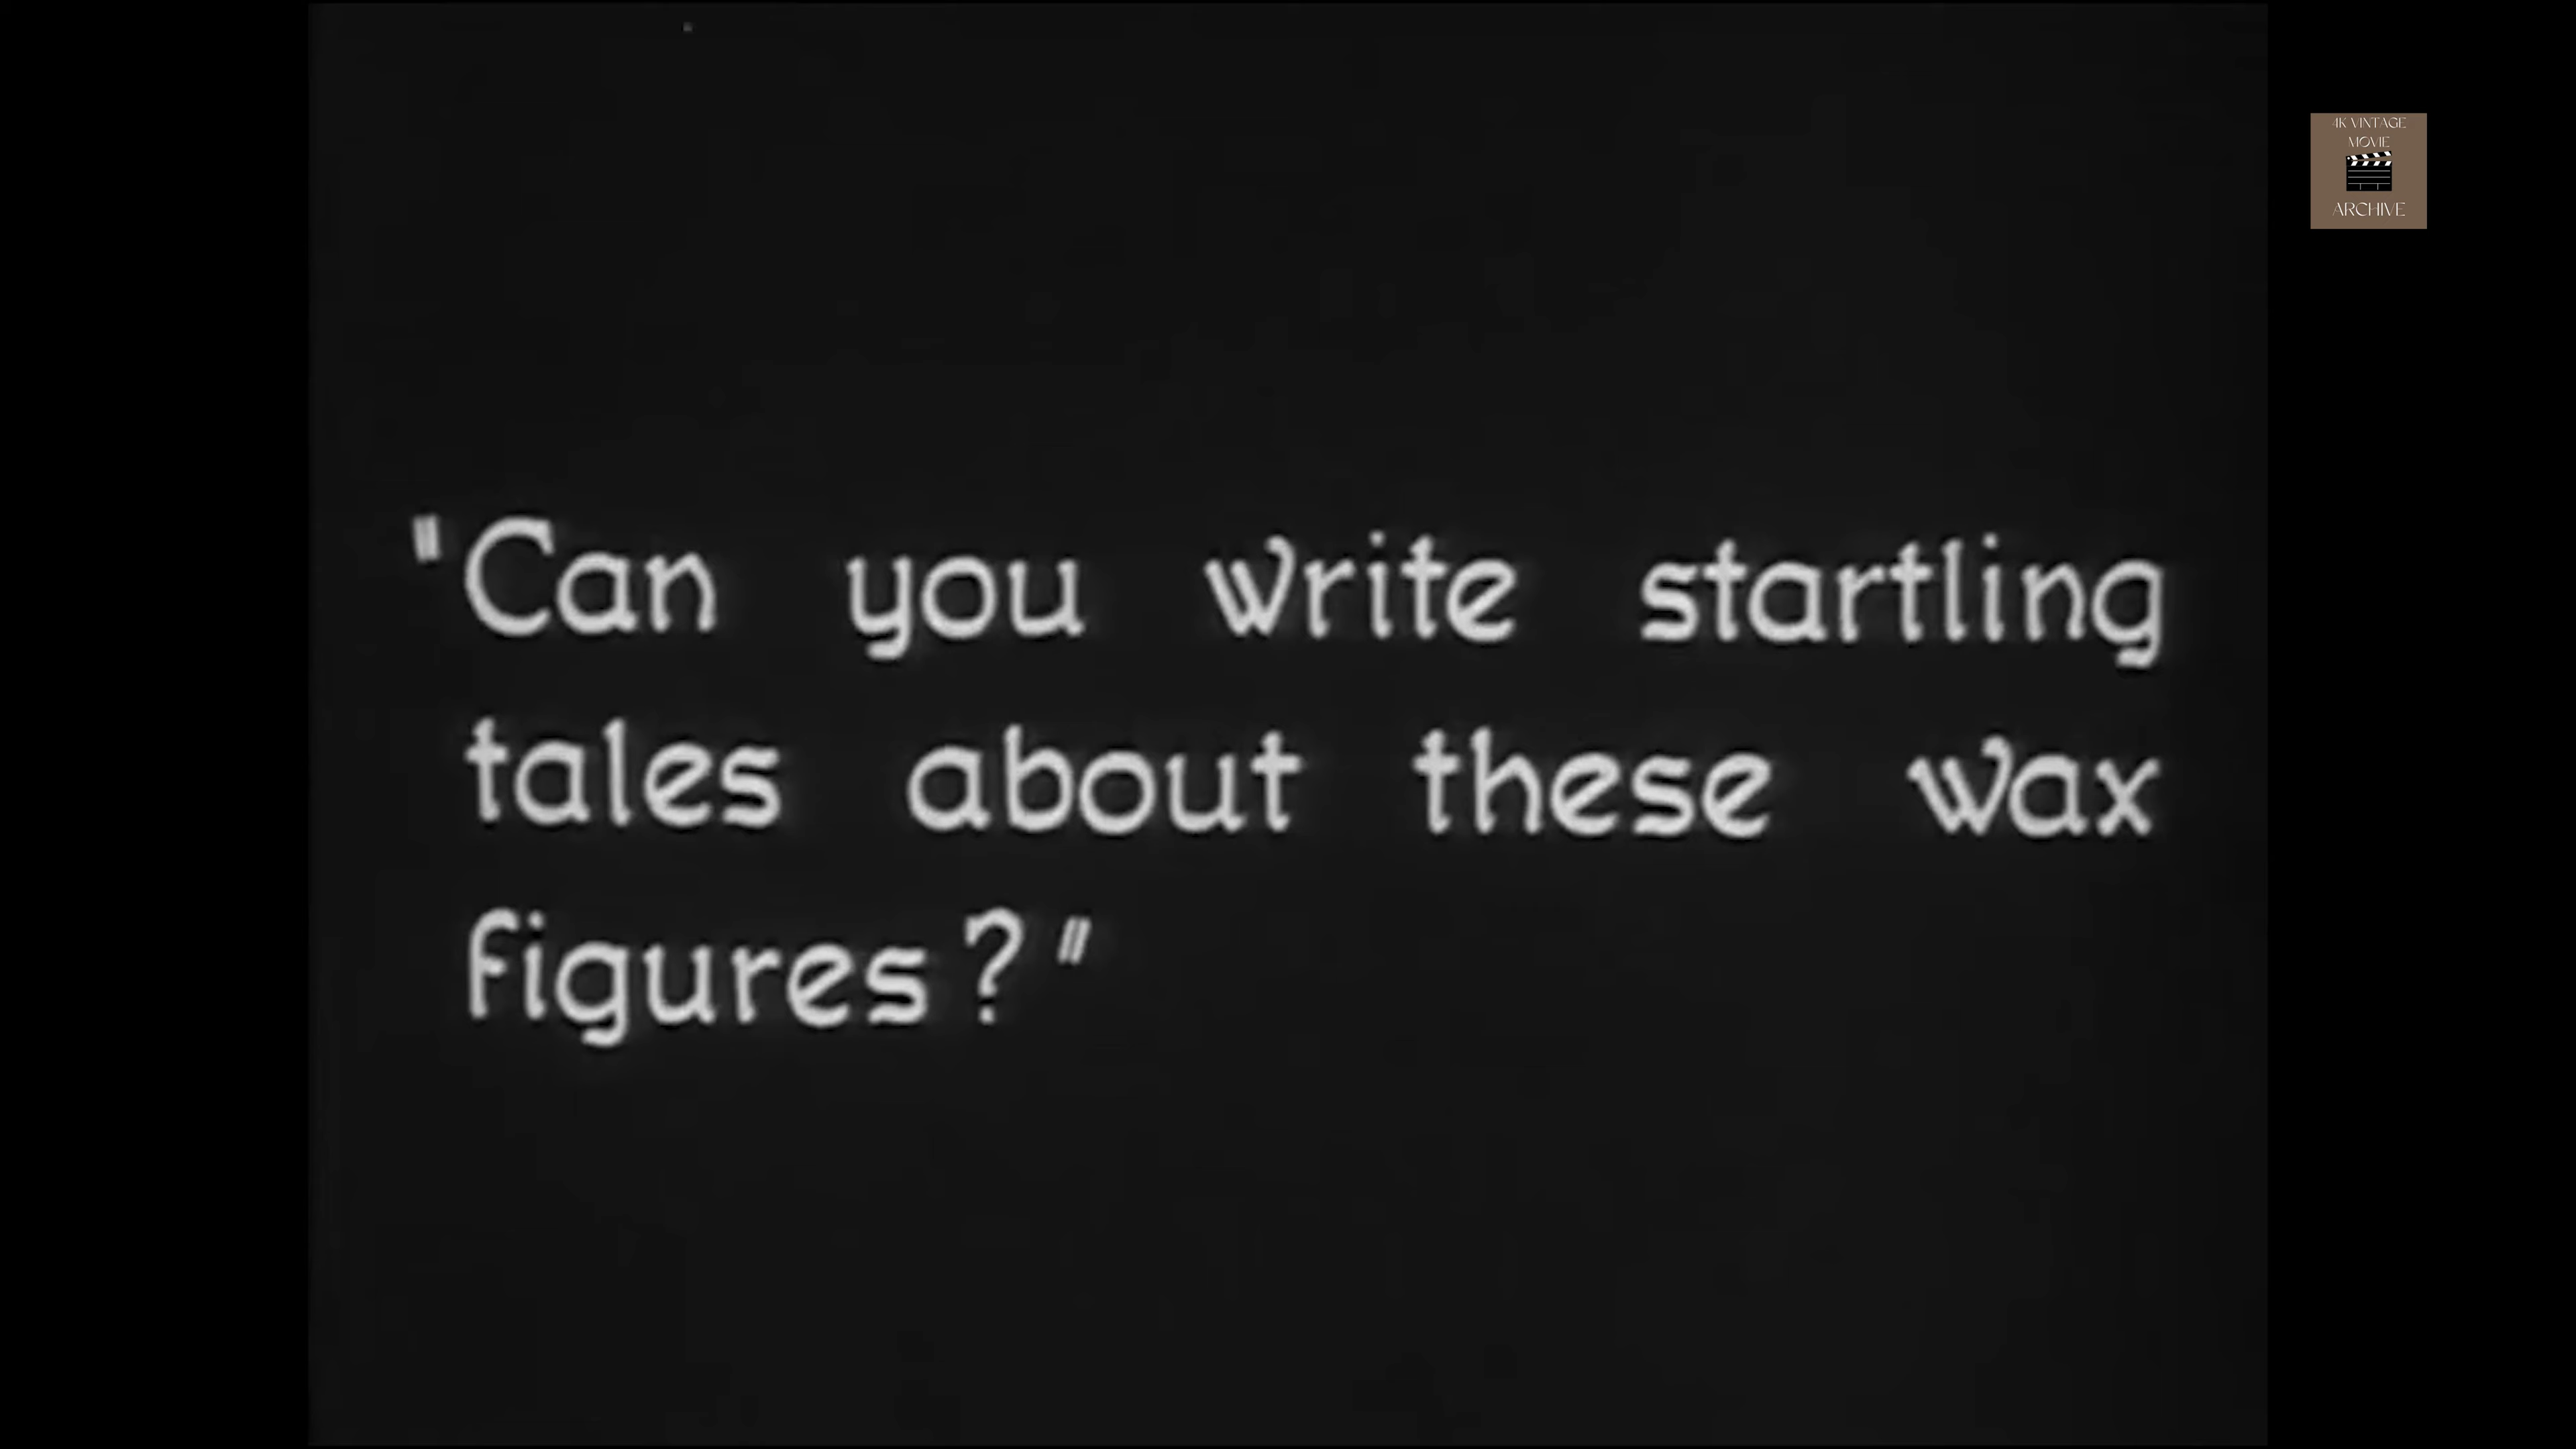 4K VINTAGE
MOVIE
ARCHIVE
"Can you write startling
tales about these wax
figures?"